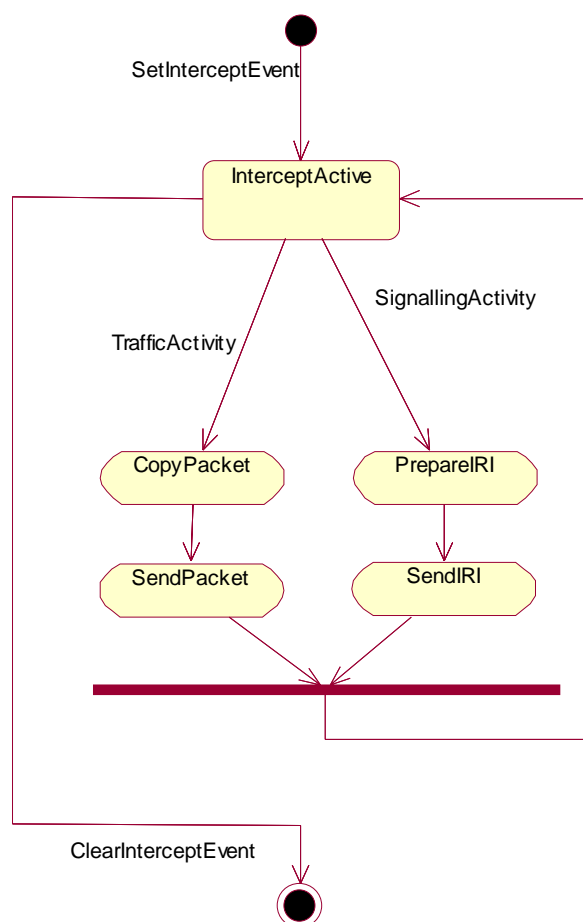 SetInterceptEvent
InterceptActive
SignallingActivity
TrafficActivity
CopyPacket
PrepareIRI
SendPacket
SendIRI
ClearInterceptEvent